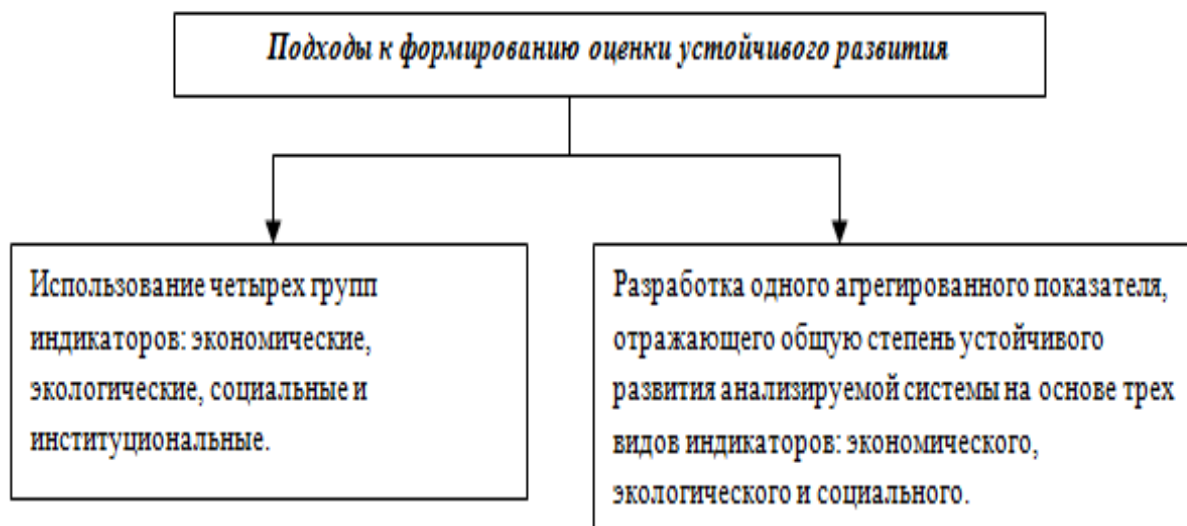 Подходы к формированию оценки устойчивого развития
Использование четырех групп
индикаторов: экономические,
экологические, социальные и
институциональные.
Разработка одного агрегированного показателя,
отражающего общую степень устойчивого
развития анализируемой системы на основе трех
видов индикаторов: экономического,
экологического и социального.